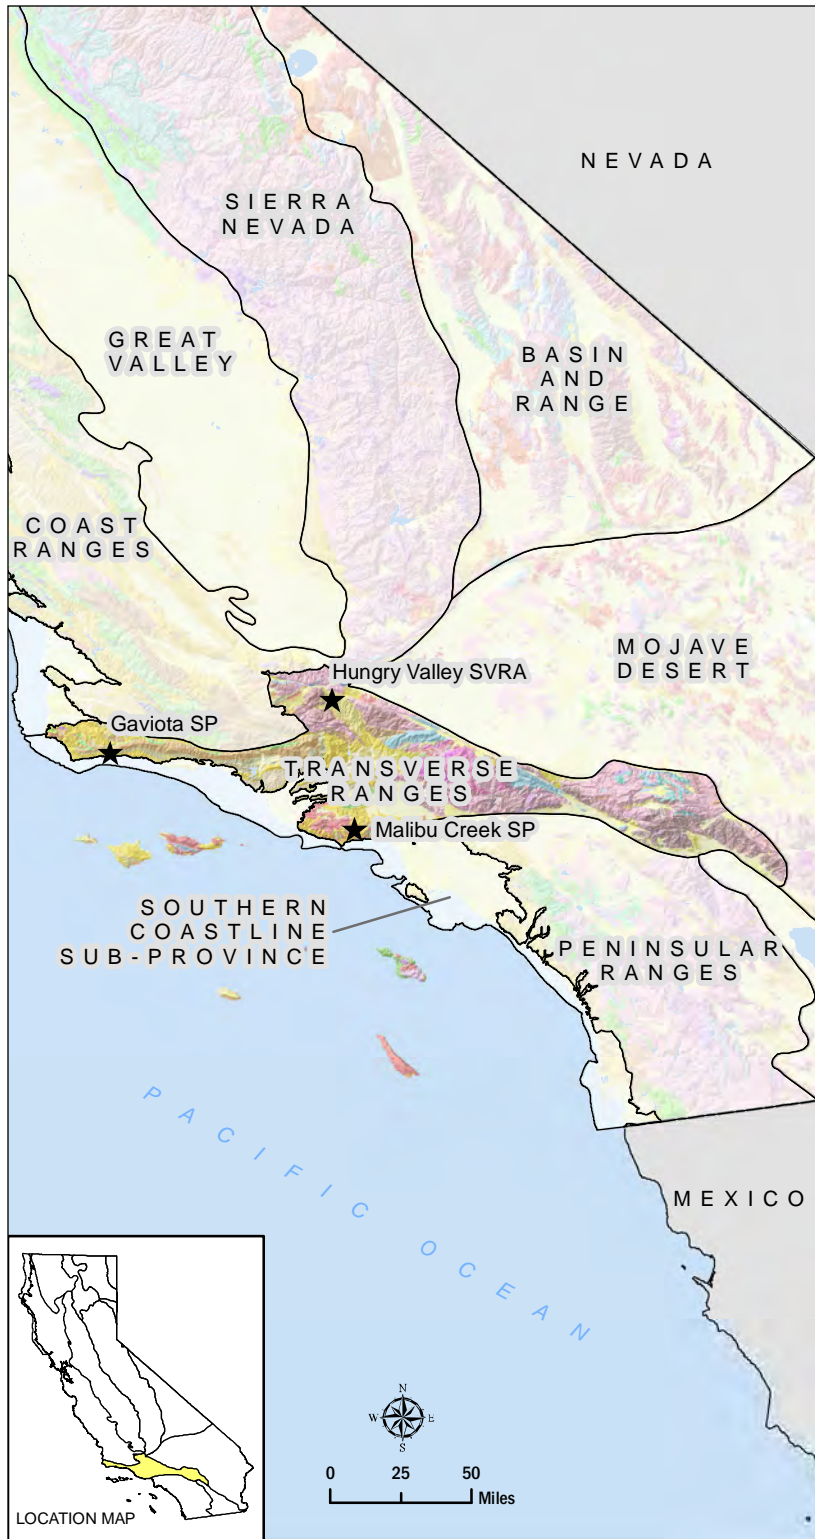 NEVADA
SIERRA
NEVADA
GREAT
VALLEY
BASIN
AND
RANGE
COAST
RANGES
MOJAVE
DESERT
Hungry Valley SVRA
Gaviota SP
TRANSVERSE
RANGES
Malibu Creek SP
SOUTHERN
COASTLINE
SUB-PROVINCE
PENINSULAR
RANGES
PACIFIC OCEAN
MEXICO
LOCATION MAP
N
W E
S
0 25 50
Miles